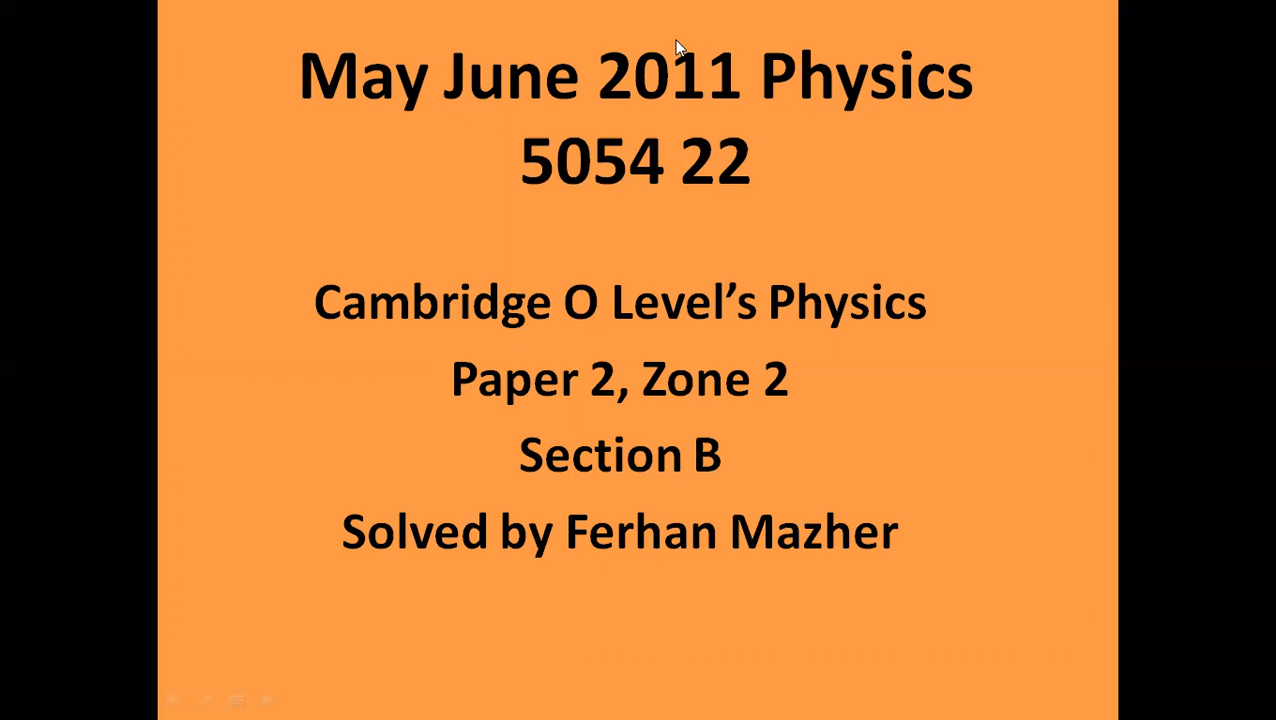 May June 2011 Physics
5054 22
Cambridge O Level’s Physics
Paper 2, Zone 2
Section B
Solved by Ferhan Mazher